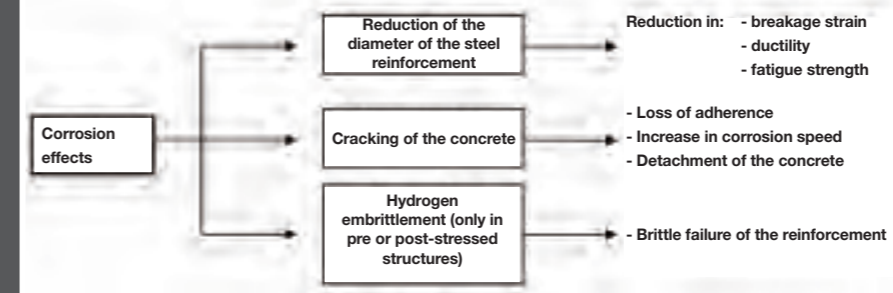 Corrosion
effects
Reduction of the
diameter of the steel
reinforcement
Reduction in: - breakage strain
- ductility
- fatigue strength
Cracking of the concrete
- Loss of adherence
- Increase in corrosion speed
- Detachment of the concrete
Hydrogen
embrittlement (only in
pre or post-stressed
structures)
- Brittle failure of the reinforcement